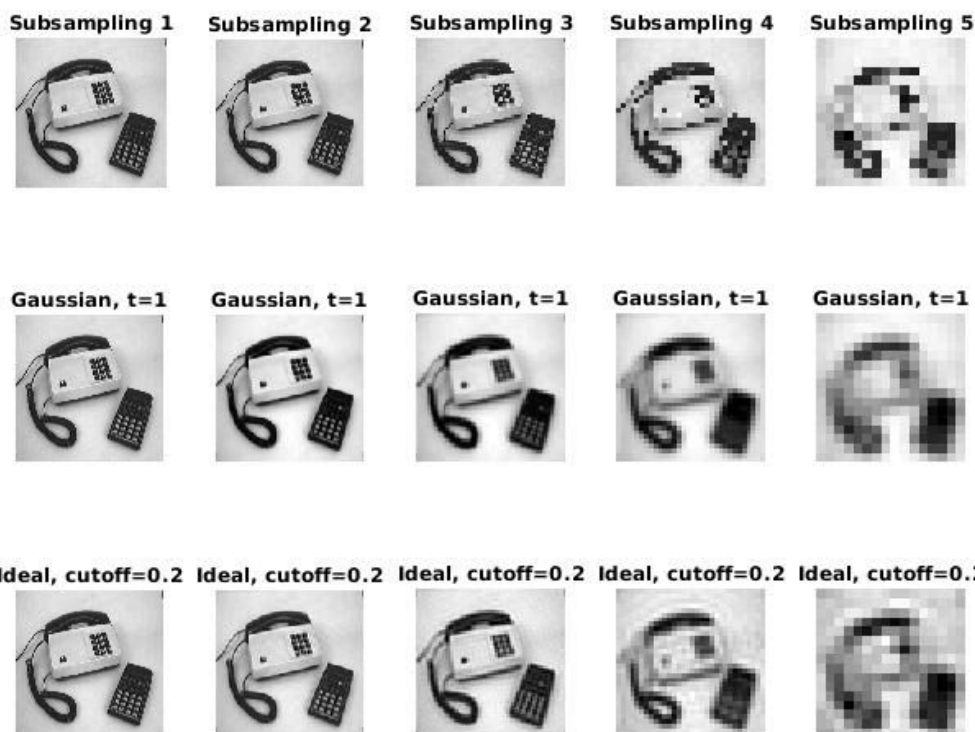 Subsampling 1 Subsampling 2 Subsampling 3 Subsampling 4 Subsampling 5
Gaussian, t=1 Gaussian, t=1 Gaussian, t=1 Gaussian, t=1 Gaussian, t=1
Ideal, cutoff=0.2 Ideal, cutoff=0.2 Ideal, cutoff=0.2 Ideal, cutoff=0.2 Ideal, cutoff=0.2